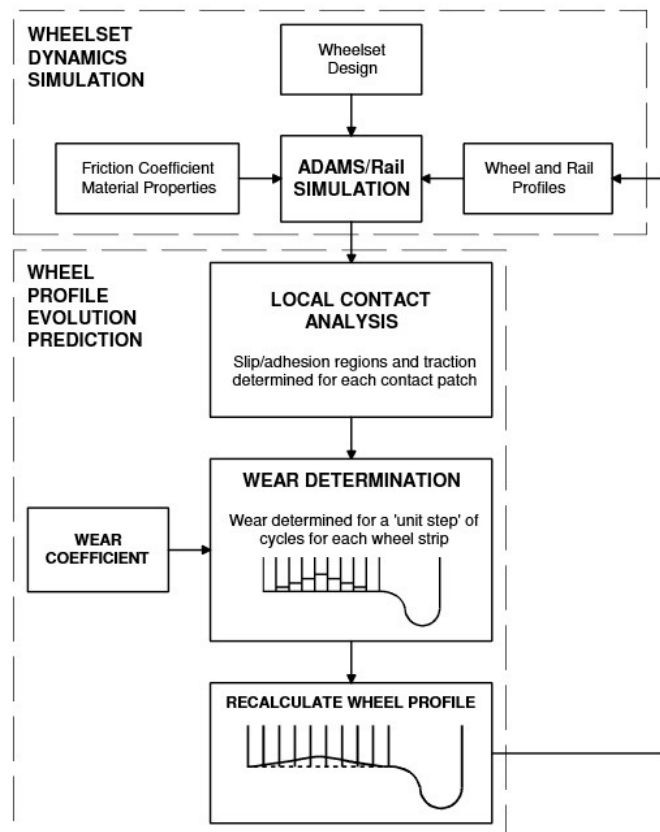 WHEELSET
DYNAMICS
SIMULATION
Wheelset
Design
Friction Coefficient
Material Properties
ADAMS/Rail
SIMULATION
Wheel and Rail
Profiles
WHEEL
PROFILE
EVOLUTION
PREDICTION
LOCAL CONTACT
ANALYSIS
Slip/adhesion regions and traction
determined for each contact patch
WEAR DETERMINATION
Wear determined for a 'unit step' of
cycles for each wheel strip
WEAR
COEFFICIENT
RECALCULATE WHEEL PROFILE